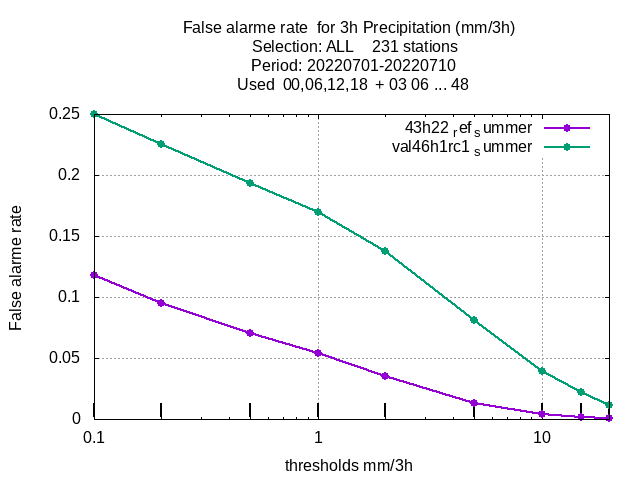 False alarme rate  for 3h Precipitation (mm/3h)
Selection: ALL    231 stations
Period: 20220701-20220710
Used  00,06,12,18  + 03 06 ... 48
43h22 ref summer
val46h1rc1 summer
0.25
0.2
0.15
0.1
0.05
0
False alarme rate
0.1
1
10
thresholds mm/3h